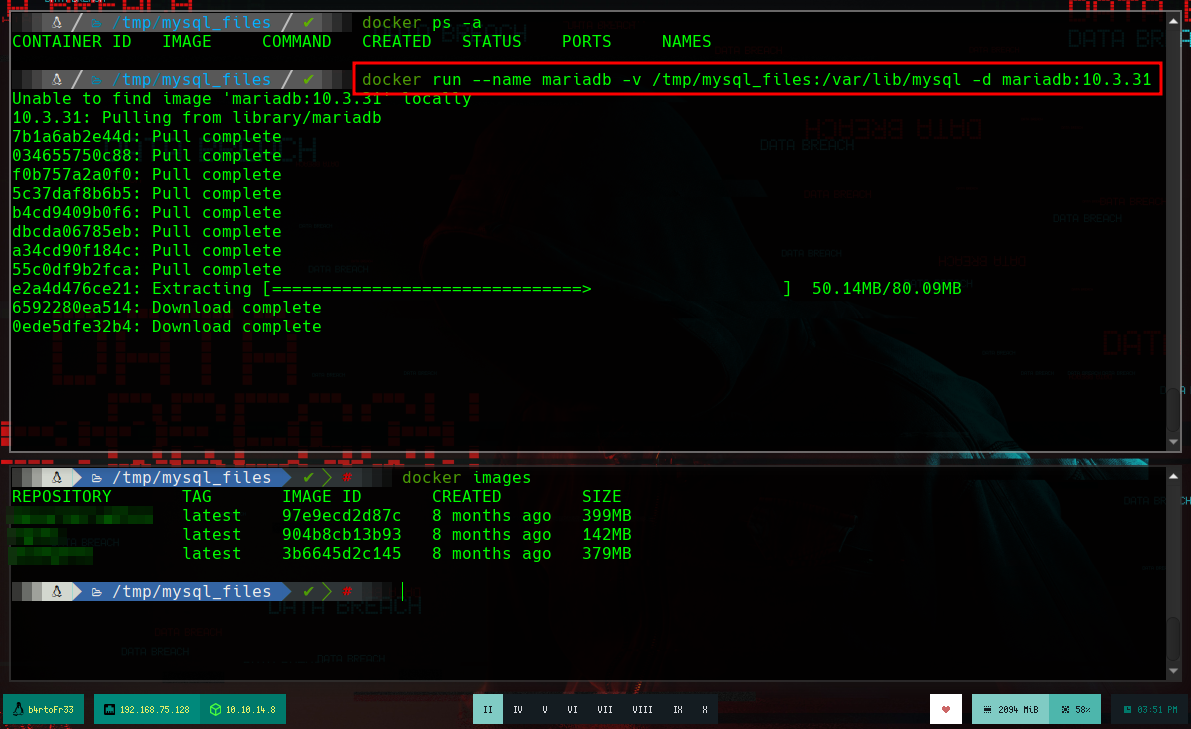 /tmp/mysql_files / ✔ docker ps -a
CONTAINER ID IMAGE COMMAND CREATED STATUS PORTS NAMES
/tmp/mysql_files / ✔ docker run --name mariadb -v /tmp/mysql_files:/var/lib/mysql -d mariadb:10.3.31
Unable to find image 'mariadb:10.3.31' locally
10.3.31: Pulling from library/mariadb
7b1a6ab2e44d: Pull complete
034655750c88: Pull complete
f0b757a2a0f0: Pull complete
5c37daf8b6b5: Pull complete
b4cd9409b0f6: Pull complete
dbcda06785eb: Pull complete
a34cd90f184c: Pull complete
55c0df9b2fca: Pull complete
e2a4d476ce21: Extracting [===============================> ] 50.14MB/80.09MB
6592280ea514: Download complete
0ede5dfe32b4: Download complete
/tmp/mysql_files ✔ # docker images
REPOSITORY TAG IMAGE ID CREATED SIZE
latest 97e9ecd2d87c 8 months ago 399MB
latest 904b8cb13b93 8 months ago 142MB
latest 3b6645d2c145 8 months ago 379MB
/tmp/mysql_files ✔ #
DATA BREACH
b4rtoFr33 192.168.75.128 10.10.14.8 II IV V VI VII VIII IX X 2094 MiB 58% 03:51 PM